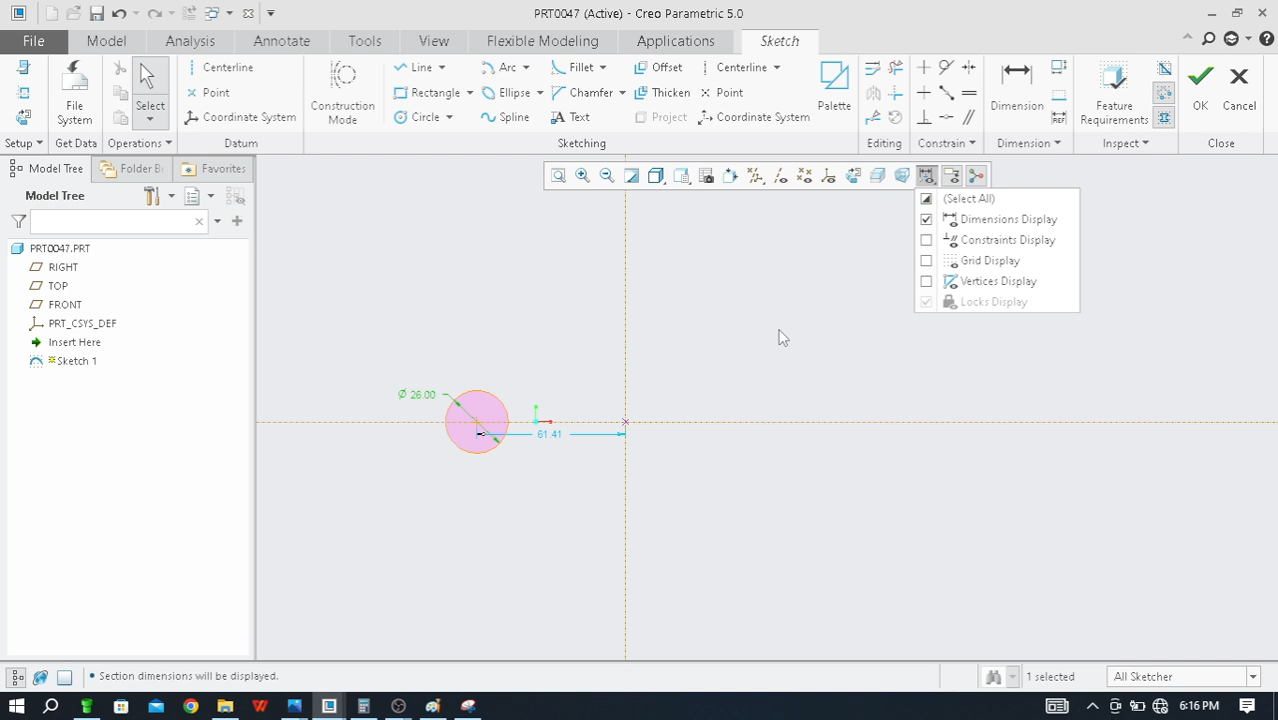 PRT0047 (Active) - Creo Parametric 5.0
File Model Analysis Annotate Tools View Flexible Modeling Applications Sketch
File System
Select
Centerline
Point
Coordinate System
Construction Mode
Line
Rectangle
Circle
Arc
Ellipse
Spline
Fillet
Chamfer
Text
Offset
Thicken
Project
Centerline
Point
Coordinate System
Palette
Dimension
Feature Requirements
OK
Cancel
Setup Get Data Operations Datum Sketching Editing Constrain Dimension Inspect Close
Model Tree Folder B Favorites
Model Tree
PRT0047.PRT
RIGHT
TOP
FRONT
PRT_CSYS_DEF
Insert Here
Sketch 1
(Select All)
Dimensions Display
Constraints Display
Grid Display
Vertices Display
Locks Display
Ø 26.00
61.41
• Section dimensions will be displayed.
1 selected
All Sketcher
6:16 PM